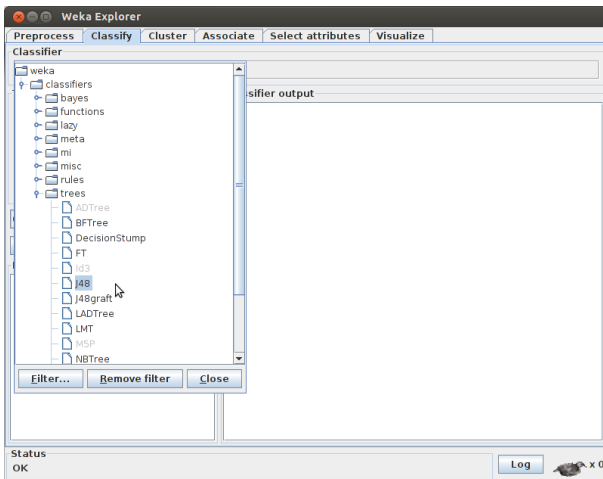 Weka Explorer
Preprocess Classify Cluster Associate Select attributes Visualize
Classifier
weka
classifiers
bayes
functions
lazy
meta
mi
misc
rules
trees
ADTree
BFTree
DecisionStump
FT
Id3
J48
J48graft
LADTree
LMT
M5P
NBTree
Filter... Remove filter Close
sifier output
Status
OK
Log
x 0